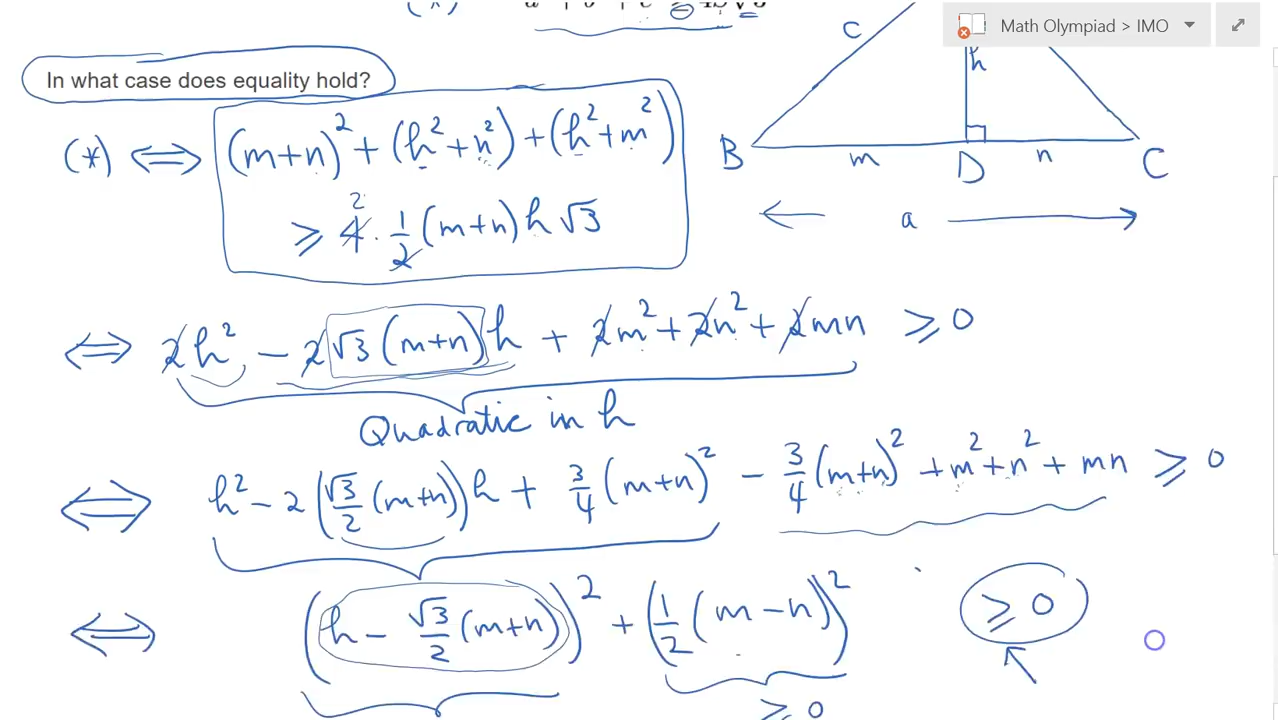 Math Olympiad > IMO
In what case does equality hold?
(*) ⟺ (m+n)² + (h²+n²) + (h²+m²)
≥ 4 2 · 1/2 (m+n) h √3
⟺ 2h² − 2√3 (m+n) h + 2m² + 2n² + 2mn ≥ 0
Quadratic in h
⟺ h² − 2 (√3/2 (m+n)) h + 3/4 (m+n)² − 3/4 (m+n)² + m² + n² + mn ≥ 0
⟺ (h − √3/2 (m+n))² + (1/2 (m−n))² ≥ 0
≥ 0
c
h
B
m
D
n
C
a